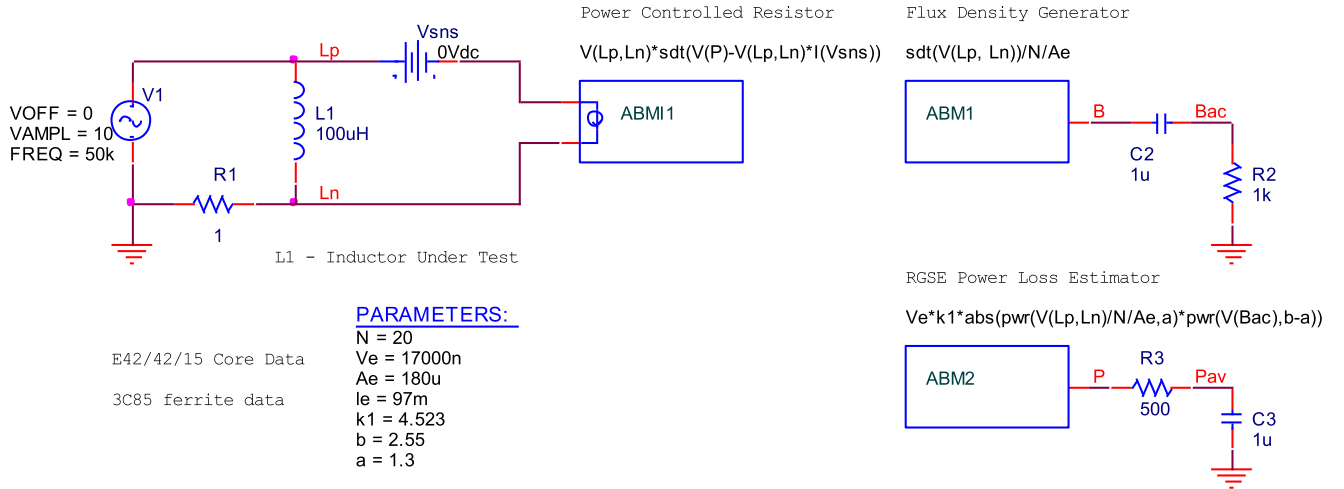 Power Controlled Resistor
Flux Density Generator
Vsns
Lp
0Vdc
V(Lp,Ln)*sdt(V(P)-V(Lp,Ln)*I(Vsns))
sdt(V(Lp, Ln))/N/Ae
V1
VOFF = 0
VAMPL = 10
FREQ = 50k
L1
100uH
ABMI1
ABM1
B
Bac
C2
1u
R2
1k
R1
1
Ln
L1 - Inductor Under Test
RGSE Power Loss Estimator
PARAMETERS:
N = 20
Ve = 17000n
Ae = 180u
le = 97m
k1 = 4.523
b = 2.55
a = 1.3
E42/42/15 Core Data
3C85 ferrite data
Ve*k1*abs(pwr(V(Lp,Ln)/N/Ae,a)*pwr(V(Bac),b-a))
ABM2
P
R3
500
Pav
C3
1u